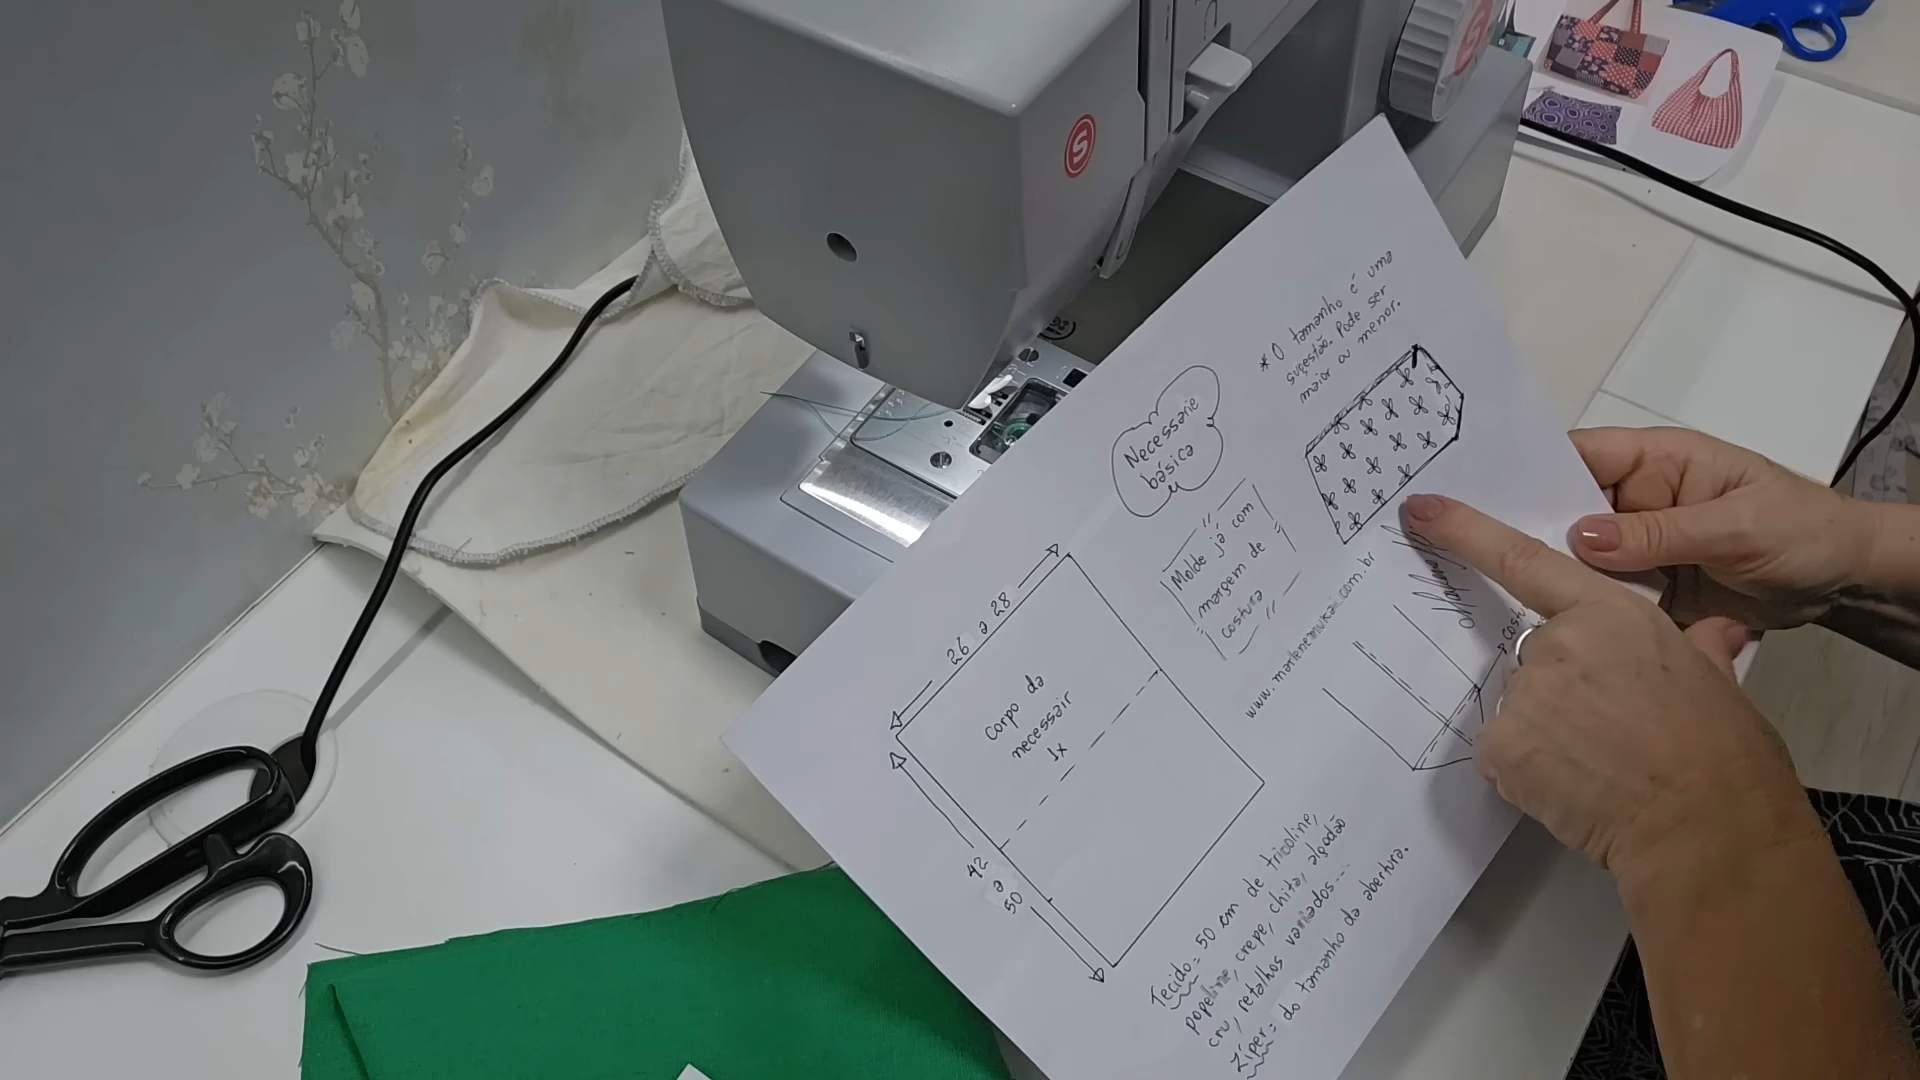 * O tamanho é uma
sugestão. Pode ser
maior ou menor.
Necessarie
básica
Molde já com
margem de
costura
www.marlenemukai.com.br
26 a 28
corpo da
necessair
1x
42
a
50
costu
Tecido = 50 cm de tricoline,
popeline, crepe, chita, algodão
cru, retalhos variados...
Zíper = do tamanho da abertura.
S